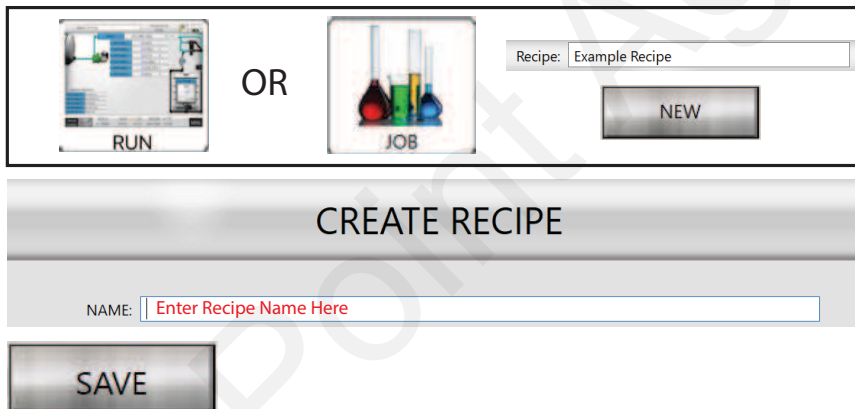 RUN
OR
JOB
Recipe: Example Recipe
NEW
CREATE RECIPE
NAME: Enter Recipe Name Here
SAVE